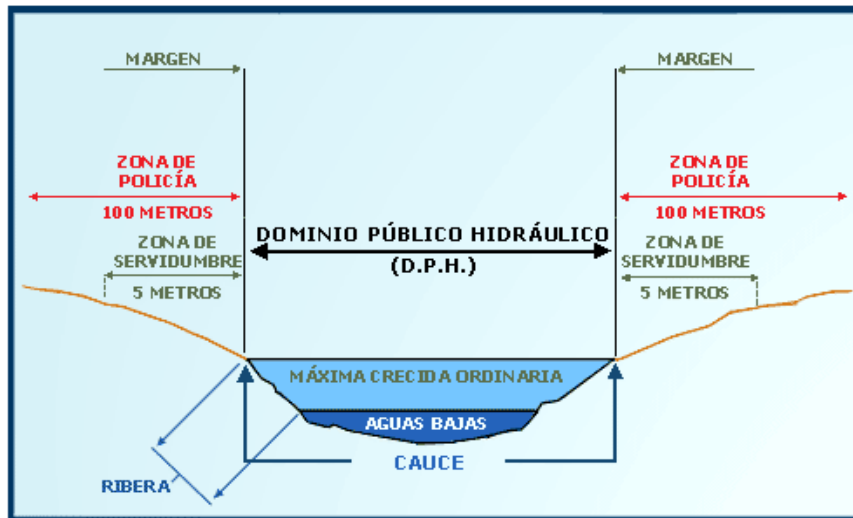 MARGEN
MARGEN
ZONA DE
POLICÍA
100 METROS
ZONA DE
POLICÍA
100 METROS
DOMINIO PÚBLICO HIDRÁULICO
(D.P.H.)
ZONA DE
SERVIDUMBRE
5 METROS
ZONA DE
SERVIDUMBRE
5 METROS
MÁXIMA CRECIDA ORDINARIA
AGUAS BAJAS
CAUCE
RIBERA